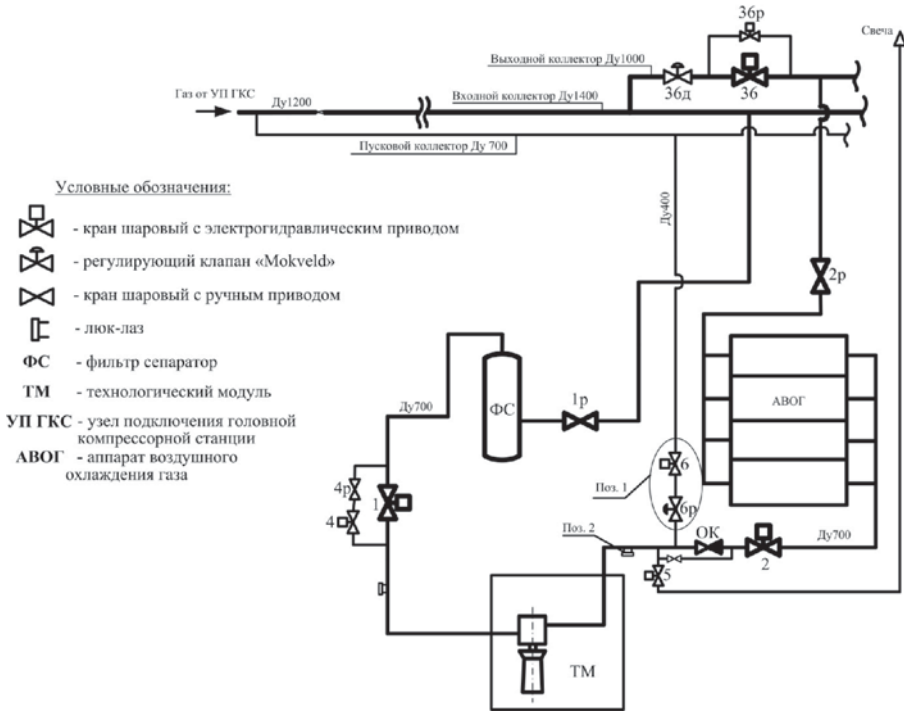 36р
Свеча
Выходной коллектор Ду1000
36д
36
Газ от УП ГКС
Ду1200
Входной коллектор Ду1400
Пусковой коллектор Ду 700
Условные обозначения:
- кран шаровый с электрогидравлическим приводом
- регулирующий клапан «Mokveld»
- кран шаровый с ручным приводом
- люк-лаз
ФС - фильтр сепаратор
ТМ - технологический модуль
УП ГКС - узел подключения головной
компрессорной станции
АВОГ - аппарат воздушного
охлаждения газа
Ду400
2р
АВОГ
ФС
1р
Ду700
4р
1
4
Поз. 1
6
6р
Поз. 2
ОК
2
Ду700
5
ТМ